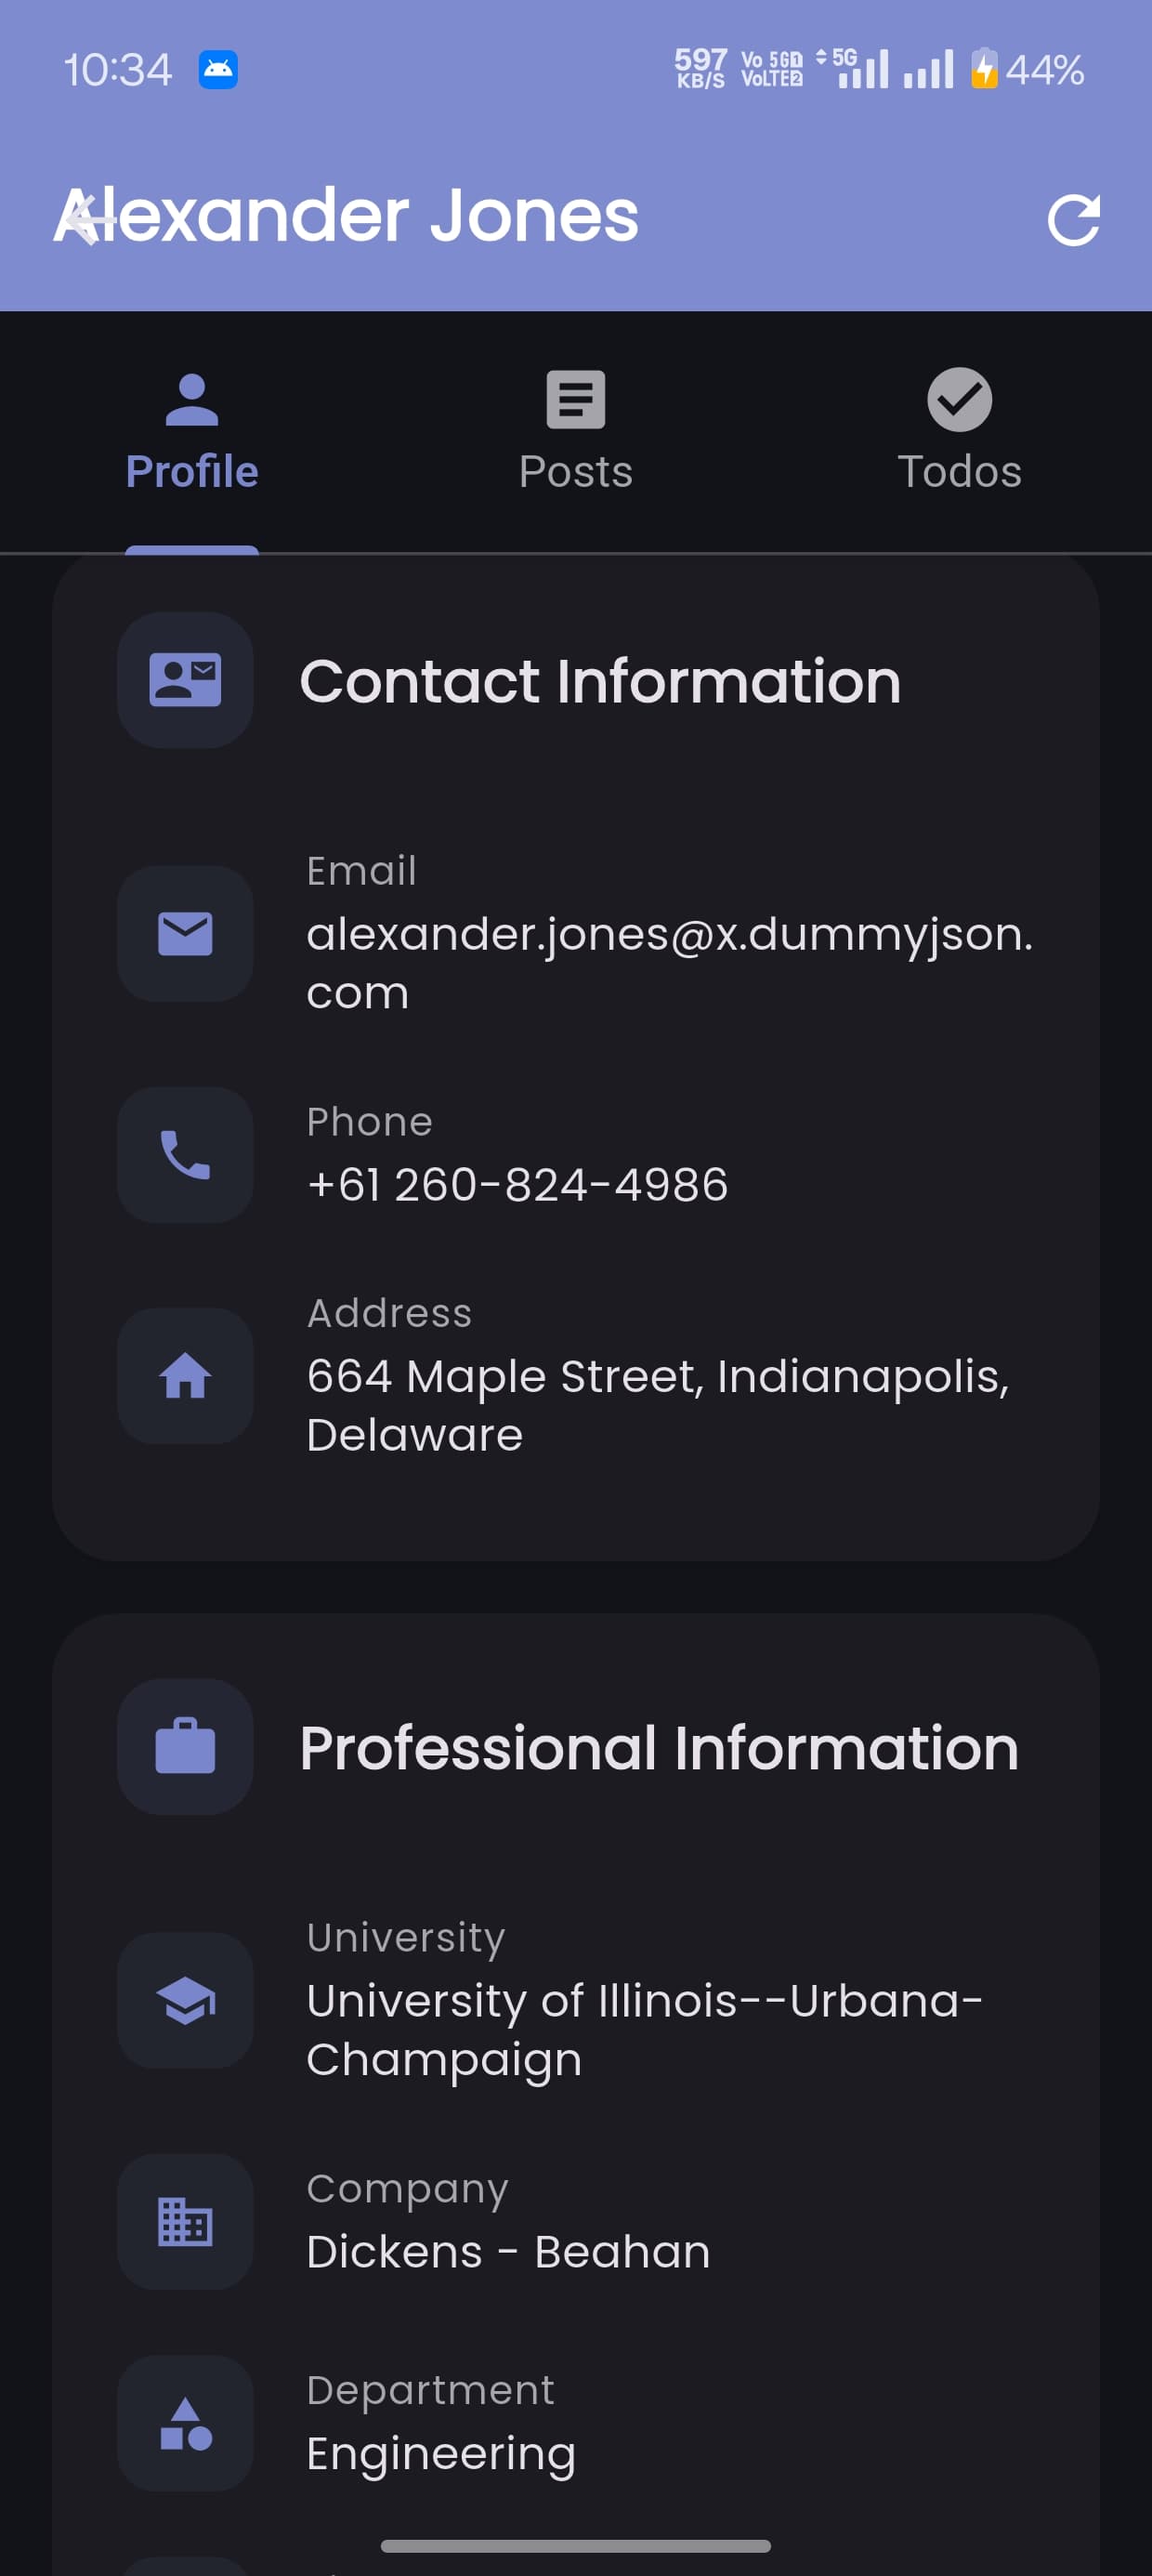 10:34
597
KB/S
Vo 5G 1
VoLTE 2
5G
44%
Alexander Jones
Profile
Posts
Todos
Contact Information
Email
alexander.jones@x.dummyjson.
com
Phone
+61 260-824-4986
Address
664 Maple Street, Indianapolis,
Delaware
Professional Information
University
University of Illinois--Urbana-
Champaign
Company
Dickens - Beahan
Department
Engineering